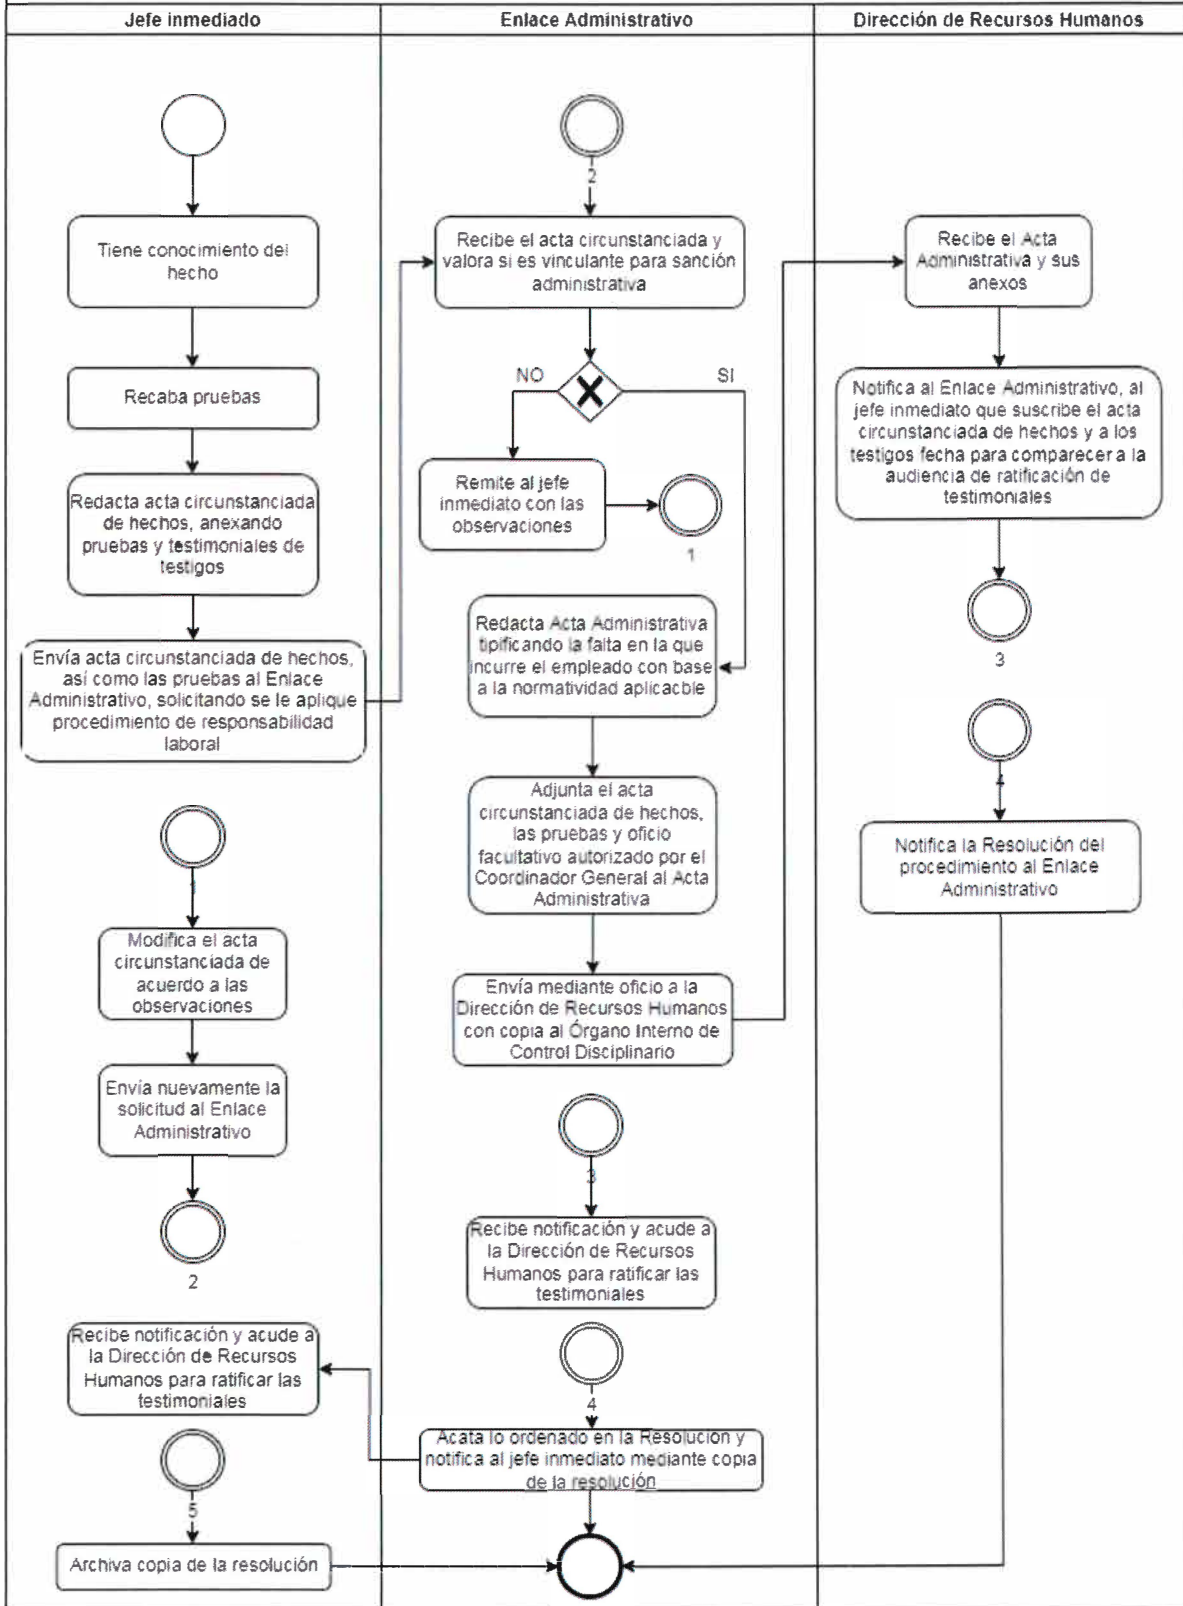 Jefe inmediado
Enlace Administrativo
Dirección de Recursos Humanos
Tiene conocimiento del
hecho
Recaba pruebas
Redacta acta circunstanciada
de hechos, anexando
pruebas y testimoniales de
testigos
Envía acta circunstanciada de hechos,
así como las pruebas al Enlace
Administrativo, solicitando se le aplique
procedimiento de responsabilidad
laboral
1
Modifica el acta
circunstanciada de
acuerdo a las
observaciones
Envía nuevamente la
solicitud al Enlace
Administrativo
2
Recibe notificación y acude a
la Dirección de Recursos
Humanos para ratificar las
testimoniales
5
Archiva copia de la resolución
2
Recibe el acta circunstanciada y
valora si es vinculante para sanción
administrativa
NO
SI
Remite al jefe
inmediato con las
observaciones
1
Redacta Acta Administrativa
tipificando la falta en la que
incurre el empleado con base
a la normatividad aplicacble
Adjunta el acta
circunstanciada de hechos,
las pruebas y oficio
facultativo autorizado por el
Coordinador General al Acta
Administrativa
Envía mediante oficio a la
Dirección de Recursos Humanos
con copia al Órgano Interno de
Control Disciplinario
3
Recibe notificación y acude a
la Dirección de Recursos
Humanos para ratificar las
testimoniales
4
Acata lo ordenado en la Resolución y
notifica al jefe inmediato mediante copia
de la resolución
Recibe el Acta
Administrativa y sus
anexos
Notifica al Enlace Administrativo, al
jefe inmediato que suscribe el acta
circunstanciada de hechos y a los
testigos fecha para comparecer a la
audiencia de ratificación de
testimoniales
3
4
Notifica la Resolución del
procedimiento al Enlace
Administrativo